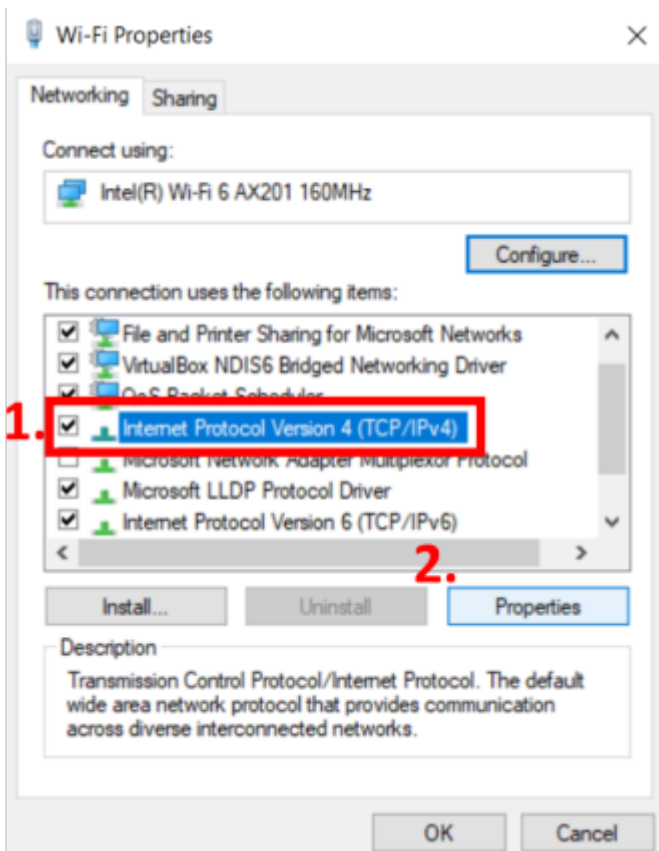 Wi-Fi Properties
Networking Sharing
Connect using:
Intel(R) Wi-Fi 6 AX201 160MHz
Configure...
This connection uses the following items:
File and Printer Sharing for Microsoft Networks
VirtualBox NDIS6 Bridged Networking Driver
QoS Packet Scheduler
1. Internet Protocol Version 4 (TCP/IPv4)
Microsoft Network Adapter Multiplexor Protocol
Microsoft LLDP Protocol Driver
Internet Protocol Version 6 (TCP/IPv6)
2.
Install... Uninstall Properties
Description
Transmission Control Protocol/Internet Protocol. The default
wide area network protocol that provides communication
across diverse interconnected networks.
OK Cancel